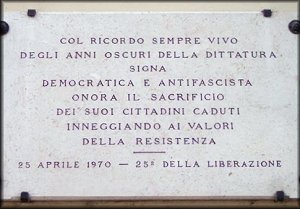 COL RICORDO SEMPRE VIVO
DEGLI ANNI OSCURI DELLA DITTATURA
SIGNA
DEMOCRATICA E ANTIFASCISTA
ONORA IL SACRIFICIO
DEI SUOI CITTADINI CADUTI
INNEGGIANDO AI VALORI
DELLA RESISTENZA
25 APRILE 1970 — 25º DELLA LIBERAZIONE